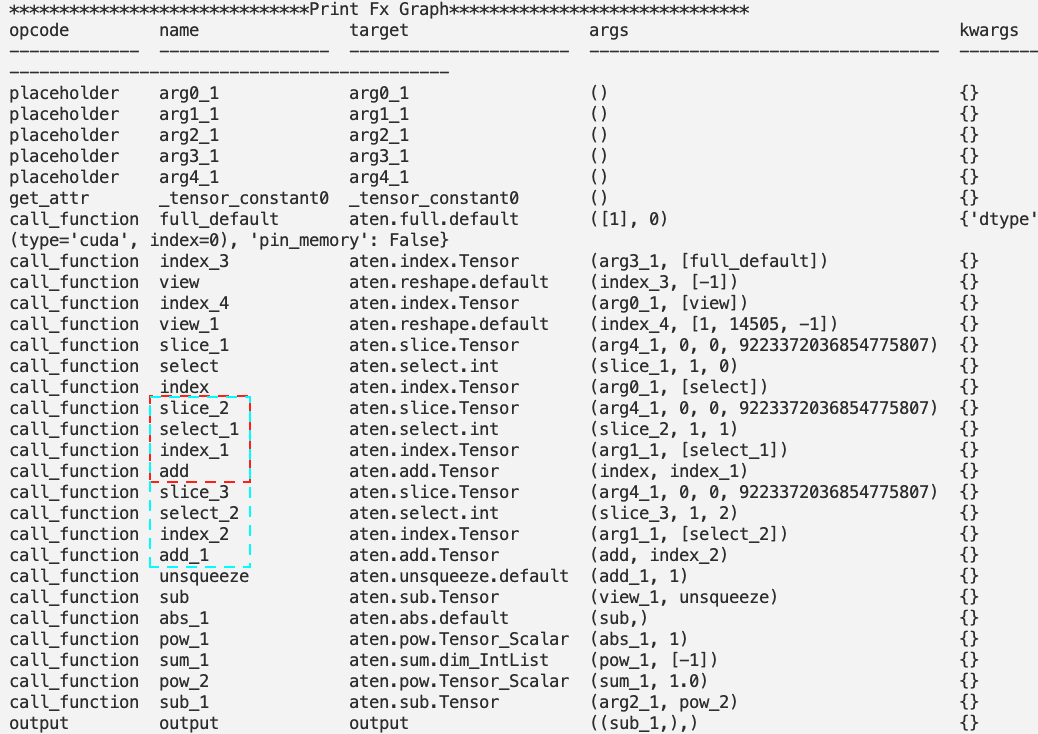 ******************************Print Fx Graph******************************
opcode         name              target                  args                                 kwargs
-------------  ----------------  ----------------------  -----------------------------------  --------
--------------------------------------------
placeholder    arg0_1            arg0_1                  ()                                   {}
placeholder    arg1_1            arg1_1                  ()                                   {}
placeholder    arg2_1            arg2_1                  ()                                   {}
placeholder    arg3_1            arg3_1                  ()                                   {}
placeholder    arg4_1            arg4_1                  ()                                   {}
get_attr       _tensor_constant0  _tensor_constant0      ()                                   {}
call_function  full_default      aten.full.default       ([1], 0)                             {'dtype'
(type='cuda', index=0), 'pin_memory': False}
call_function  index_3           aten.index.Tensor       (arg3_1, [full_default])             {}
call_function  view              aten.reshape.default    (index_3, [-1])                      {}
call_function  index_4           aten.index.Tensor       (arg0_1, [view])                     {}
call_function  view_1            aten.reshape.default    (index_4, [1, 14505, -1])            {}
call_function  slice_1           aten.slice.Tensor       (arg4_1, 0, 0, 9223372036854775807)  {}
call_function  select            aten.select.int         (slice_1, 1, 0)                      {}
call_function  index             aten.index.Tensor       (arg0_1, [select])                   {}
call_function  slice_2           aten.slice.Tensor       (arg4_1, 0, 0, 9223372036854775807)  {}
call_function  select_1          aten.select.int         (slice_2, 1, 1)                      {}
call_function  index_1           aten.index.Tensor       (arg1_1, [select_1])                 {}
call_function  add               aten.add.Tensor         (index, index_1)                     {}
call_function  slice_3           aten.slice.Tensor       (arg4_1, 0, 0, 9223372036854775807)  {}
call_function  select_2          aten.select.int         (slice_3, 1, 2)                      {}
call_function  index_2           aten.index.Tensor       (arg1_1, [select_2])                 {}
call_function  add_1             aten.add.Tensor         (add, index_2)                       {}
call_function  unsqueeze         aten.unsqueeze.default  (add_1, 1)                           {}
call_function  sub               aten.sub.Tensor         (view_1, unsqueeze)                  {}
call_function  abs_1             aten.abs.default        (sub,)                               {}
call_function  pow_1             aten.pow.Tensor_Scalar  (abs_1, 1)                           {}
call_function  sum_1             aten.sum.dim_IntList    (pow_1, [-1])                        {}
call_function  pow_2             aten.pow.Tensor_Scalar  (sum_1, 1.0)                         {}
call_function  sub_1             aten.sub.Tensor         (arg2_1, pow_2)                      {}
output         output            output                  ((sub_1,),)                          {}